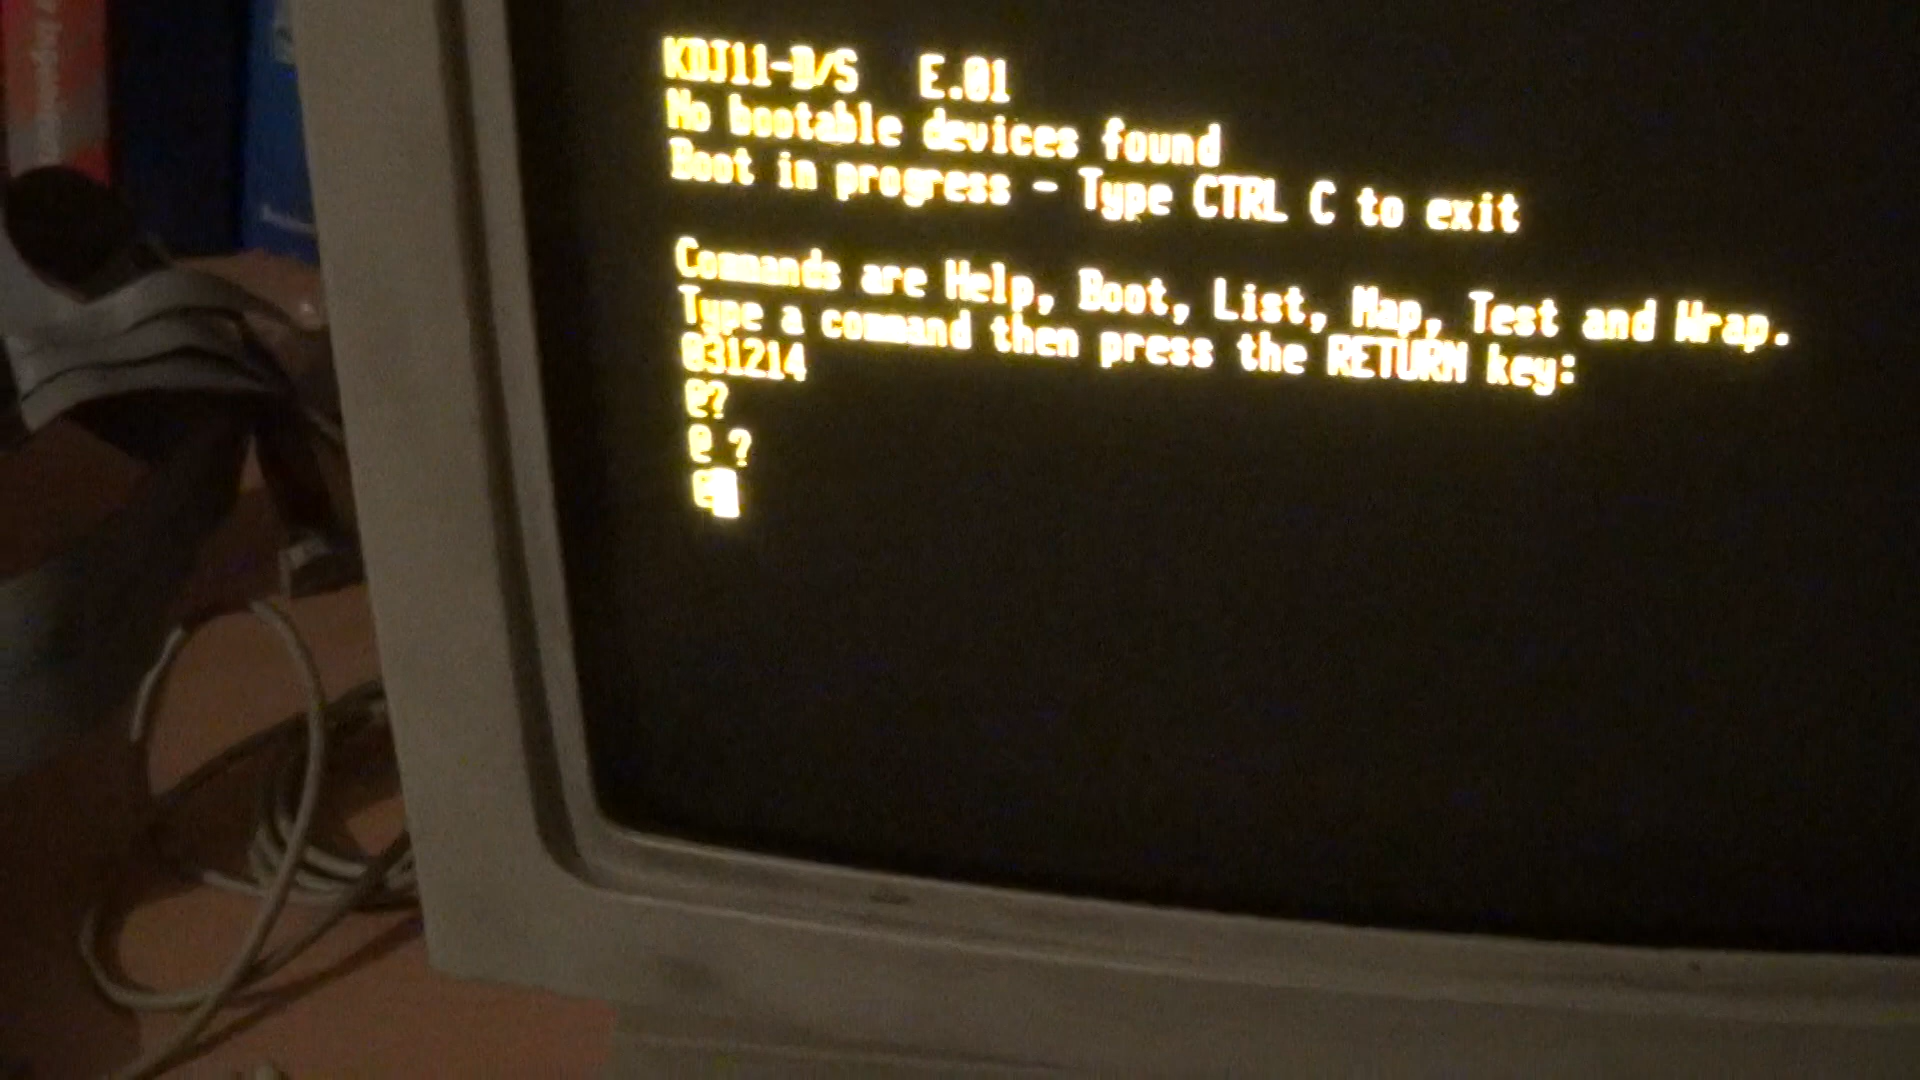 KDJ11-D/S   E.01
No bootable devices found
Boot in progress - Type CTRL C to exit
Commands are Help, Boot, List, Map, Test and Wrap.
Type a command then press the RETURN key:
031214
@?
@ ?
@